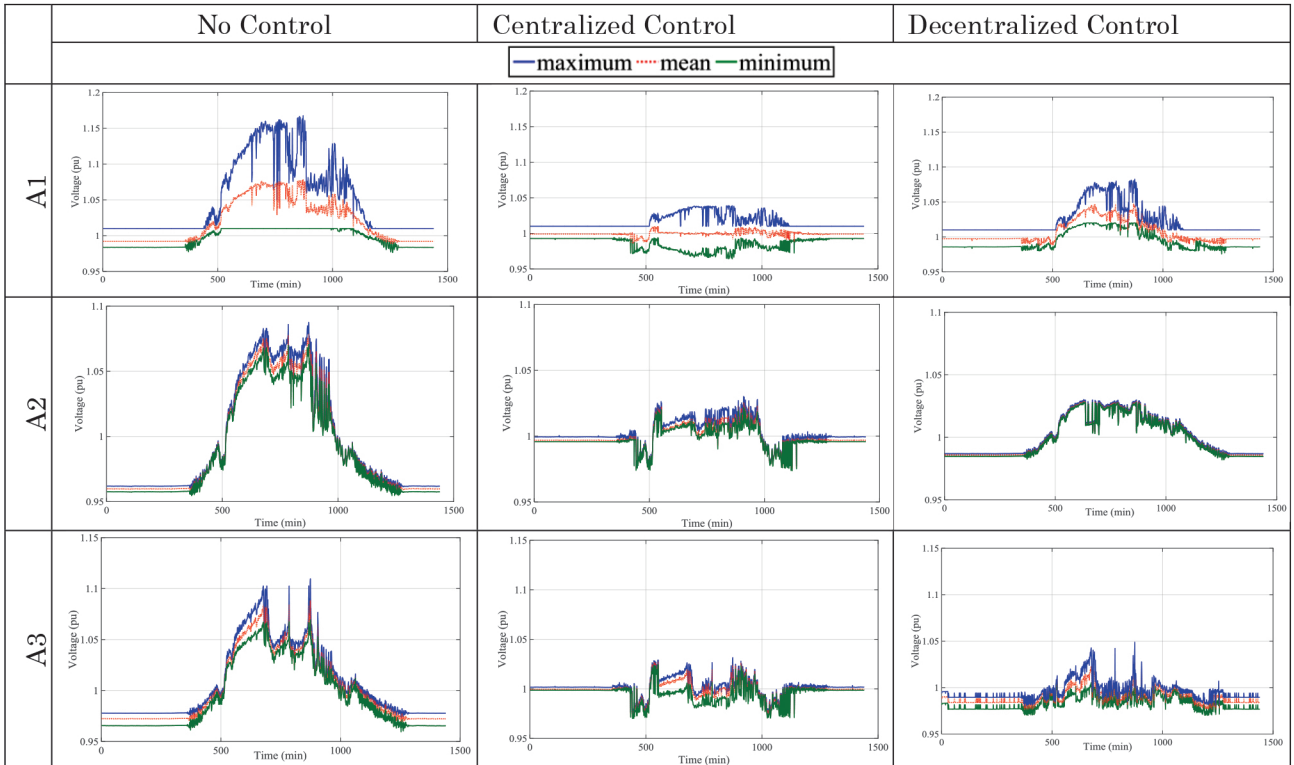 No Control Centralized Control Decentralized Control
maximum mean minimum
A1
1.2
1.15
1.1
1.05
1
0.95
Voltage (pu)
0 500 1000 1500
Time (min)
1.2
1.15
1.1
1.05
1
0.95
Voltage (pu)
0 500 1000 1500
Time (min)
1.2
1.15
1.1
1.05
1
0.95
Voltage (pu)
0 500 1000 1500
Time (min)
A2
1.1
1.05
1
0.95
Voltage (pu)
0 500 1000 1500
Time (min)
1.1
1.05
1
0.95
Voltage (pu)
0 500 1000 1500
Time (min)
1.1
1.05
1
0.95
Voltage (pu)
0 500 1000 1500
Time (min)
A3
1.15
1.1
1.05
1
0.95
Voltage (pu)
0 500 1000 1500
Time (min)
1.15
1.1
1.05
1
0.95
Voltage (pu)
0 500 1000 1500
Time (min)
1.15
1.1
1.05
1
0.95
Voltage (pu)
0 500 1000 1500
Time (min)